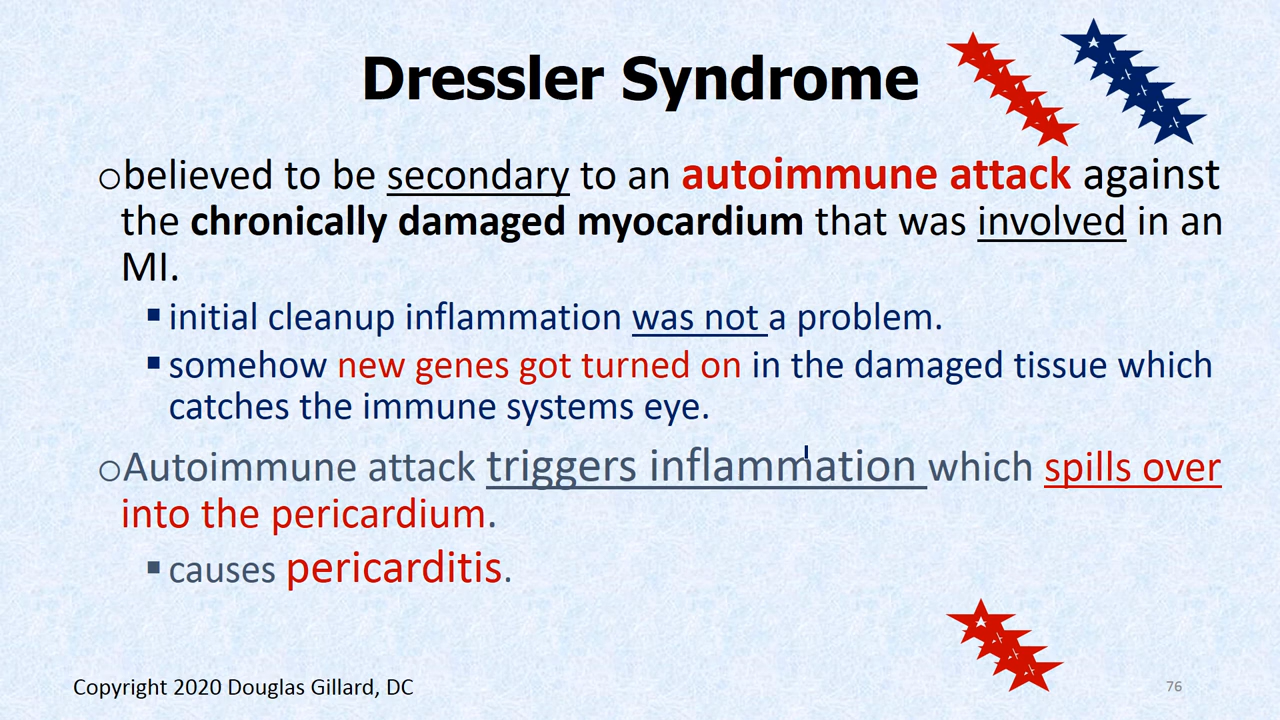 Dressler Syndrome
○believed to be secondary to an autoimmune attack against
the chronically damaged myocardium that was involved in an
MI.
▪initial cleanup inflammation was not a problem.
▪somehow new genes got turned on in the damaged tissue which
catches the immune systems eye.
○Autoimmune attack triggers inflammation which spills over
into the pericardium.
▪causes pericarditis.
Copyright 2020 Douglas Gillard, DC
76